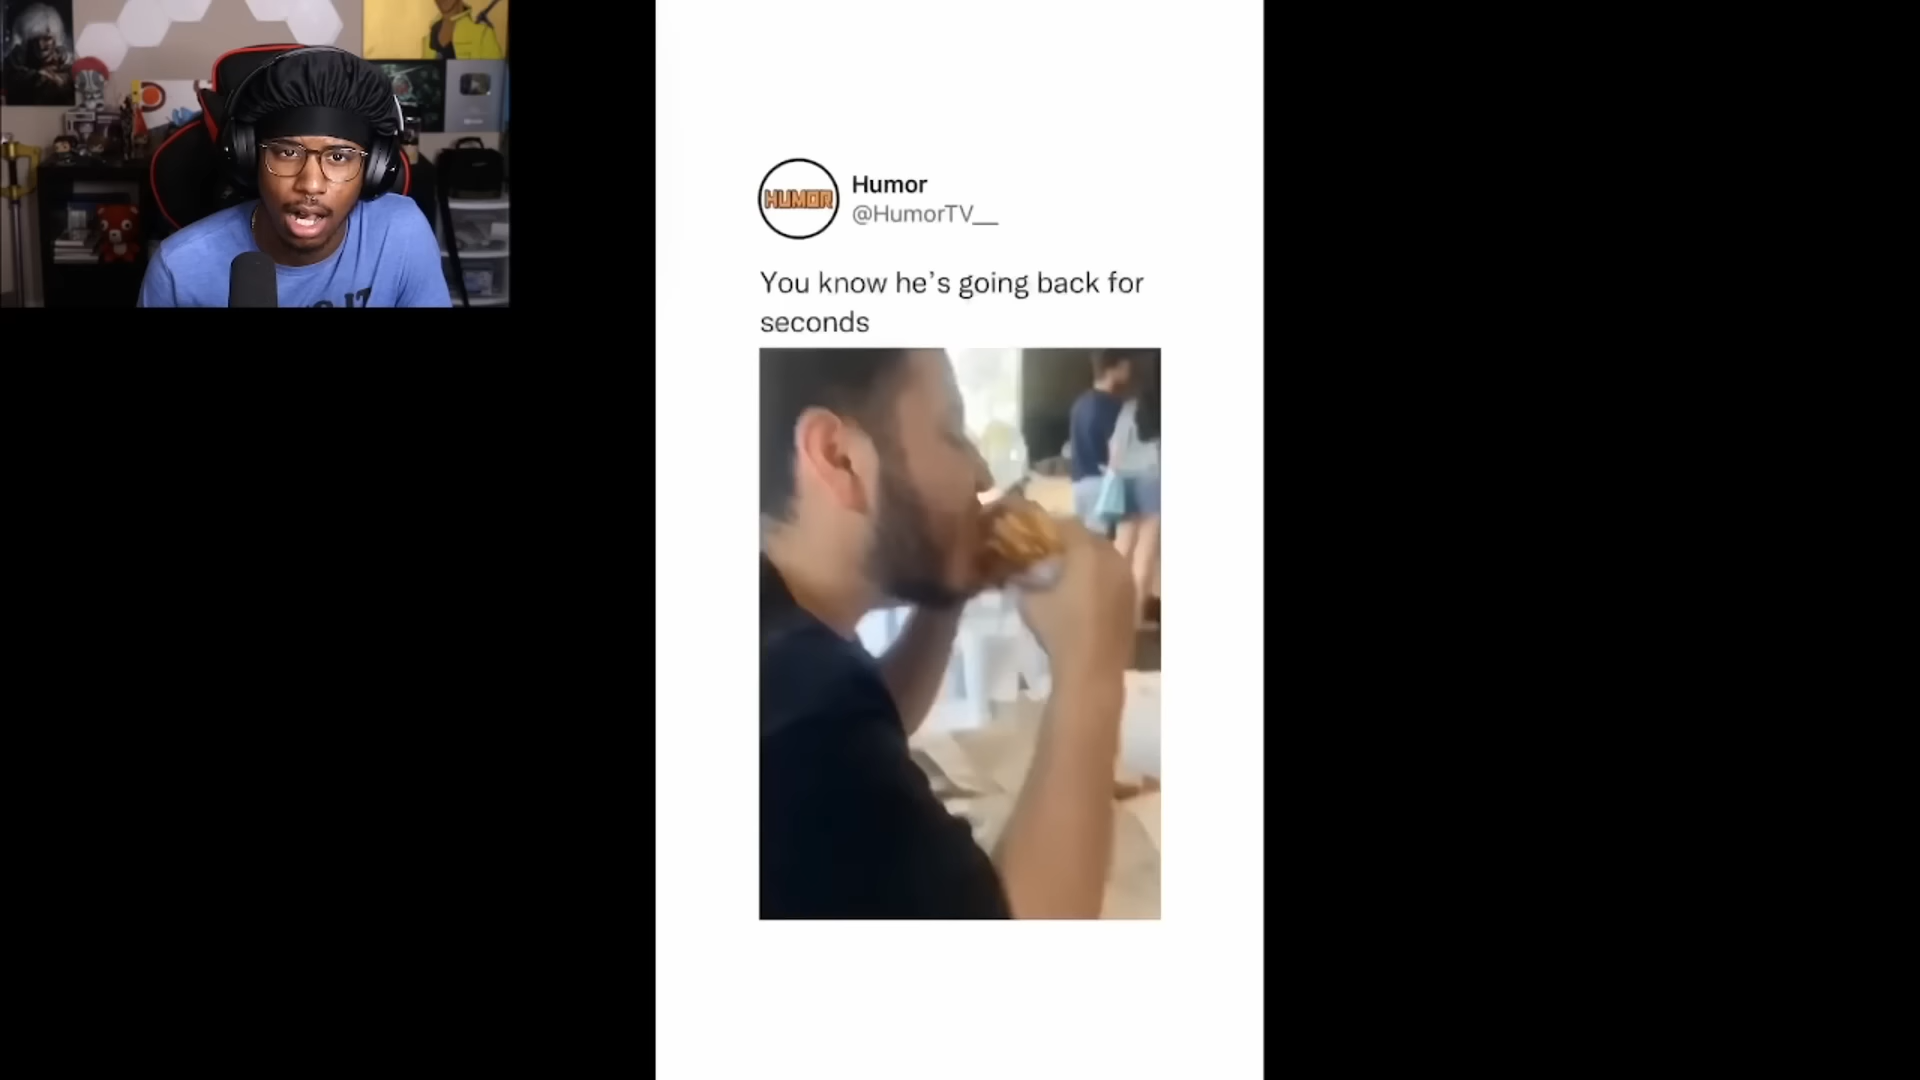 HUMOR
Humor
@HumorTV__
You know he's going back for
seconds